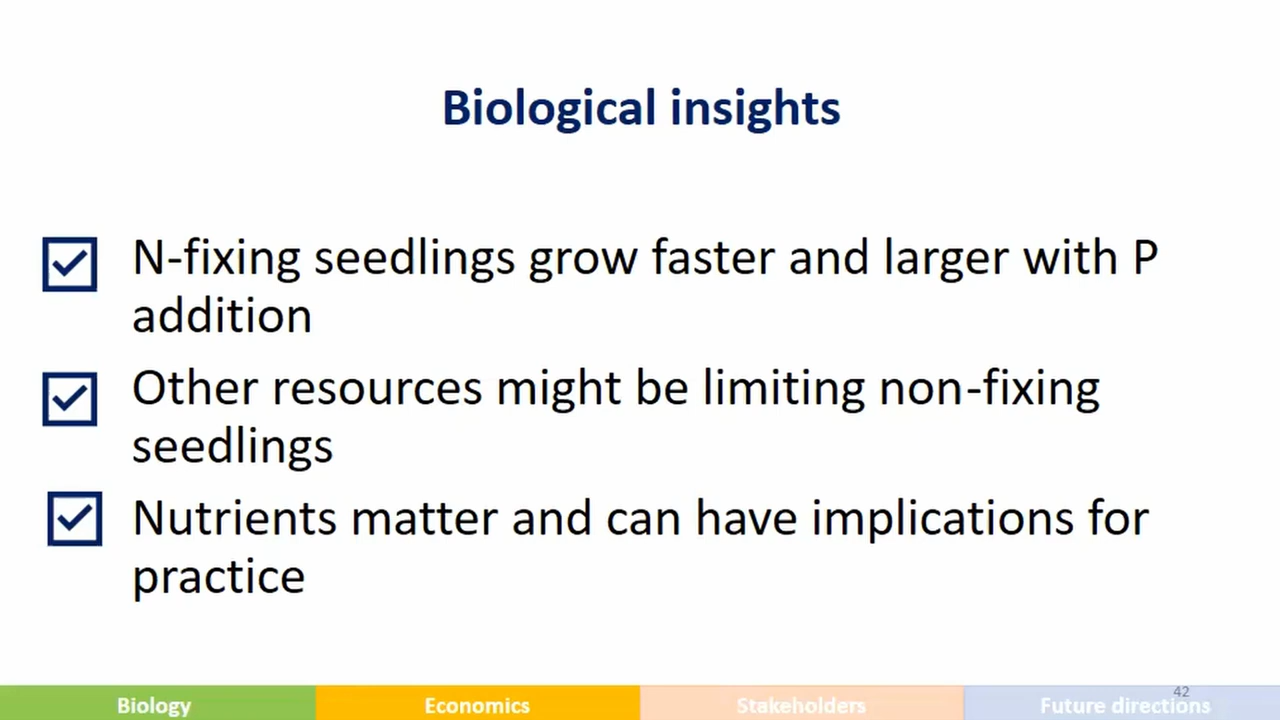 Biological insights
N-fixing seedlings grow faster and larger with P
addition
Other resources might be limiting non-fixing
seedlings
Nutrients matter and can have implications for
practice
42
Biology
Economics
Stakeholders
Future directions